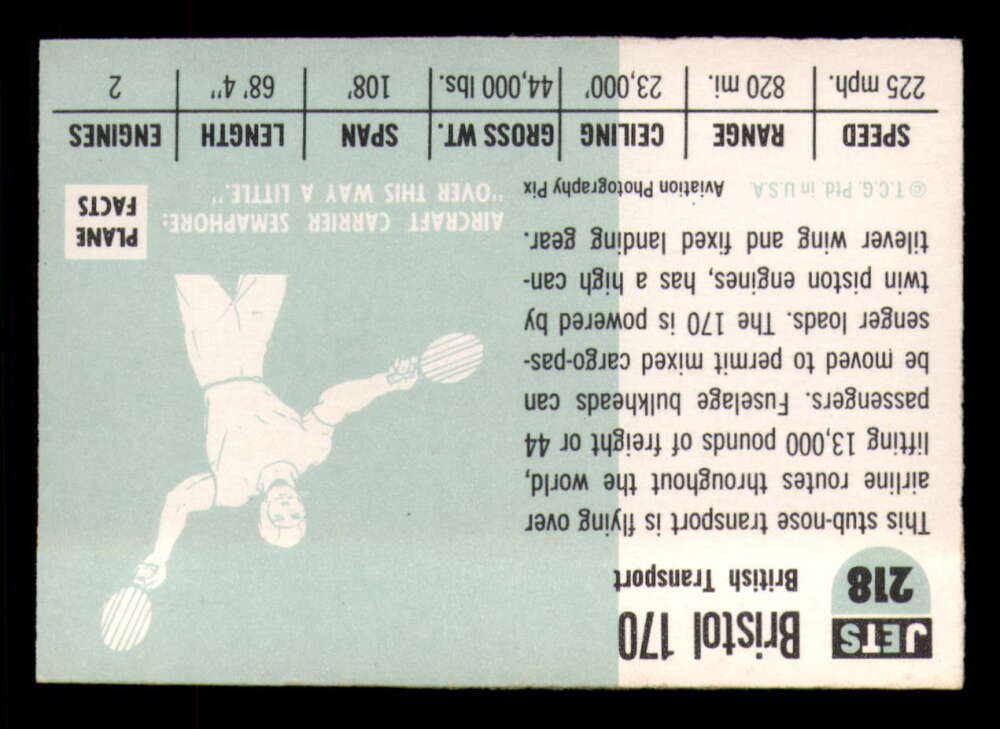 JETS
218
Bristol 170
British Transport
This stub-nose transport is flying over
airline routes throughout the world,
lifting 13,000 pounds of freight or 44
passengers. Fuselage bulkheads can
be moved to permit mixed cargo-pas-
senger loads. The 170 is powered by
twin piston engines, has a high can-
tilever wing and fixed landing gear.
© T.C.G. Ptd. in U.S.A.
Aviation Photography Pix
AIRCRAFT CARRIER SEMAPHORE:
"OVER THIS WAY A LITTLE."
PLANE
FACTS
SPEED RANGE CEILING GROSS WT. SPAN LENGTH ENGINES
225 mph. 820 mi. 23,000' 44,000 lbs. 108' 68' 4" 2